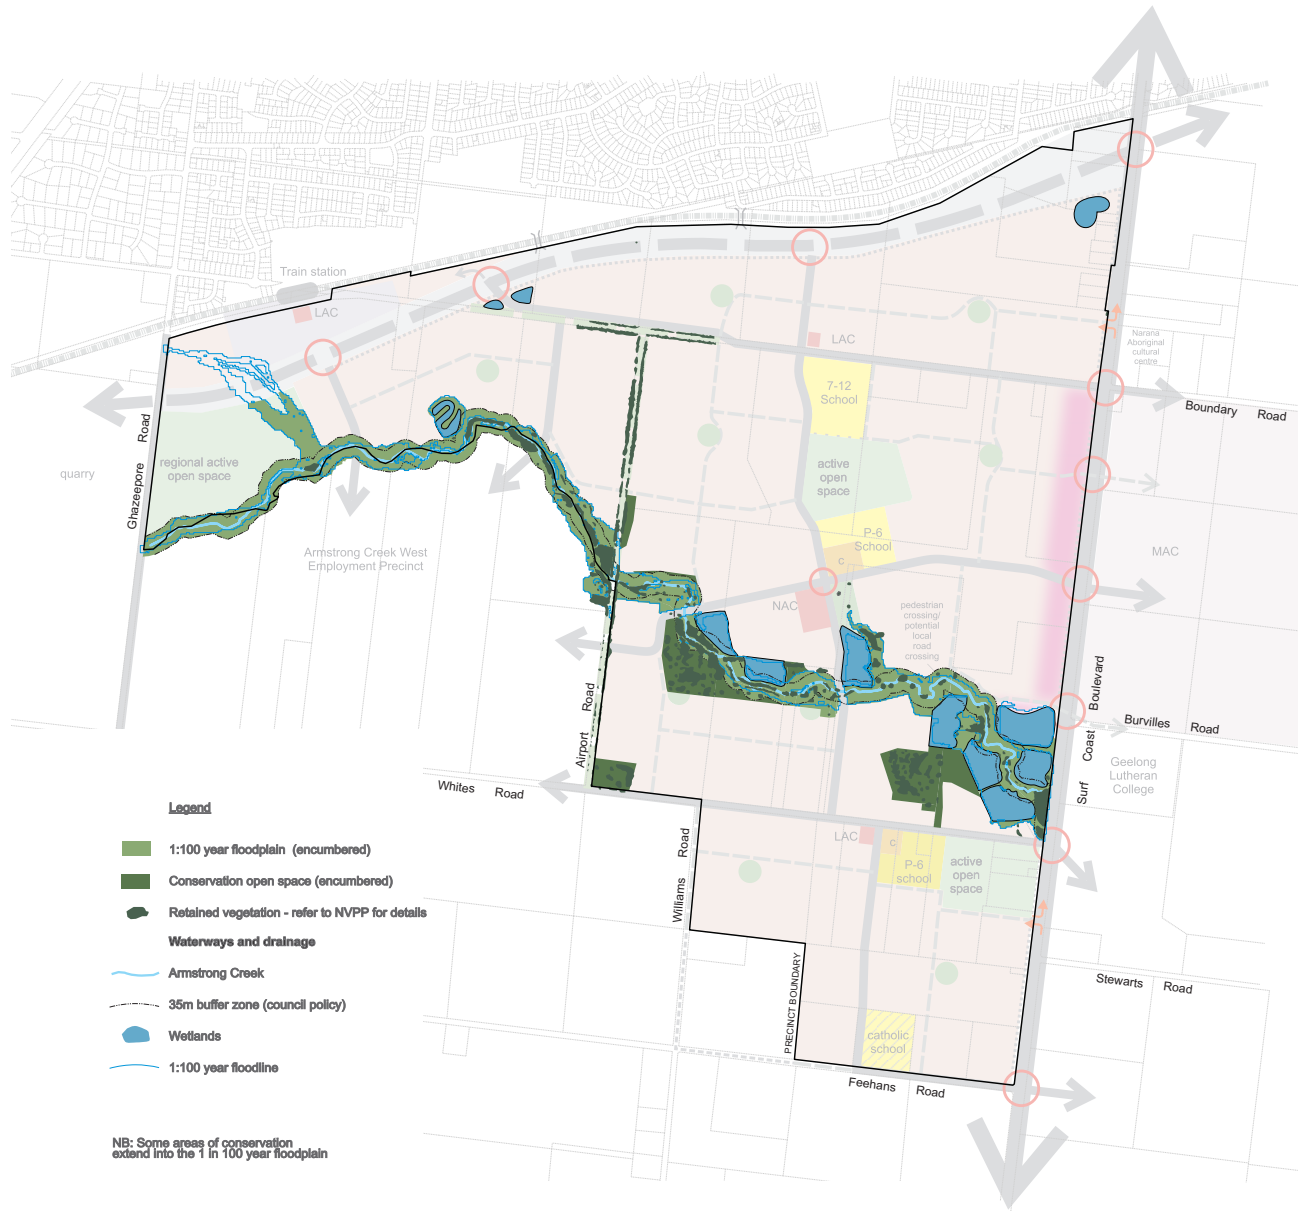 Train station
LAC
Narana
Aboriginal
cultural
centre
LAC
7-12
School
Boundary Road
Ghazeepore Road
quarry
regional active
open space
active
open
space
P-6
School
C
MAC
Armstrong Creek West
Employment Precinct
NAC
pedestrian
crossing/
potential
local
road
crossing
Surf Coast Boulevard
Burvilles Road
Airport Road
Geelong
Lutheran
College
Whites Road
Legend
1:100 year floodplain (encumbered)
Conservation open space (encumbered)
Retained vegetation - refer to NVPP for details
Waterways and drainage
Armstrong Creek
35m buffer zone (council policy)
Wetlands
1:100 year floodline
NB: Some areas of conservation
extend into the 1 in 100 year floodplain
Williams Road
LAC
C
P-6
school
active
open
space
PRECINCT BOUNDARY
Stewarts Road
catholic
school
Feehans Road